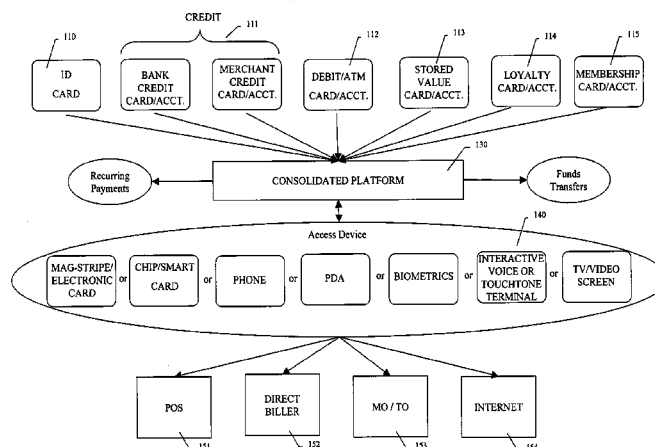 CREDIT
110
111
112
113
114
115
ID
CARD
BANK
CREDIT
CARD/ACCT.
MERCHANT
CREDIT
CARD/ACCT.
DEBIT/ATM
CARD/ACCT.
STORED
VALUE
CARD/ACCT.
LOYALTY
CARD/ACCT.
MEMBERSHIP
CARD/ACCT.
130
Recurring
Payments
CONSOLIDATED PLATFORM
Funds
Transfers
Access Device
140
MAG-STRIPE/
ELECTRONIC
CARD
or
CHIP/SMART
CARD
or
PHONE
or
PDA
or
BIOMETRICS
or
INTERACTIVE
VOICE OR
TOUCHTONE
TERMINAL
or
TV/VIDEO
SCREEN
POS
DIRECT
BILLER
MO / TO
INTERNET
151
152
153